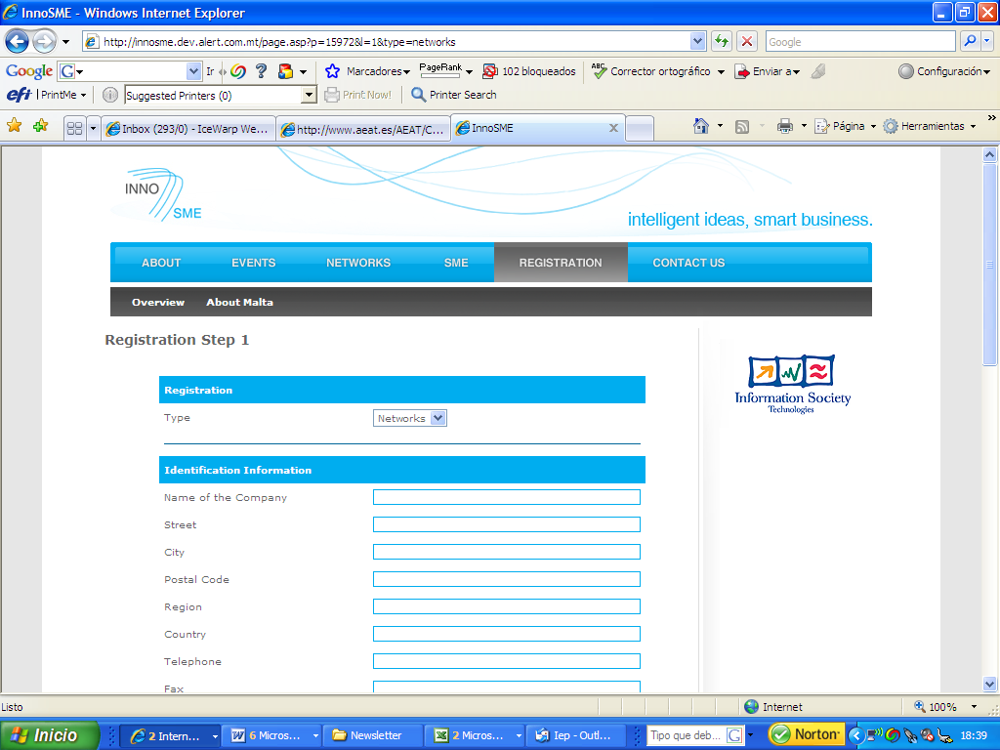 InnoSME - Windows Internet Explorer
http://innosme.dev.alert.com.mt/page.asp?p=15972&l=1&type=networks
Google
Google G Ir Marcadores PageRank 102 bloqueados ABC Corrector ortográfico Enviar a Configuración
efi PrintMe Suggested Printers (0) Print Now! Printer Search
Inbox (293/0) - IceWarp We... http://www.aeat.es/AEAT/C... InnoSME Página Herramientas
INNO
SME
intelligent ideas, smart business.
ABOUT EVENTS NETWORKS SME REGISTRATION CONTACT US
Overview About Malta
Registration Step 1
Information Society
Technologies
Registration
Type Networks
Identification Information
Name of the Company
Street
City
Postal Code
Region
Country
Telephone
Fax
Listo Internet 100%
Inicio 2 Intern... 6 Micros... Newsletter 2 Micros... Iep - Outl... Tipo que deb... G Norton 18:39